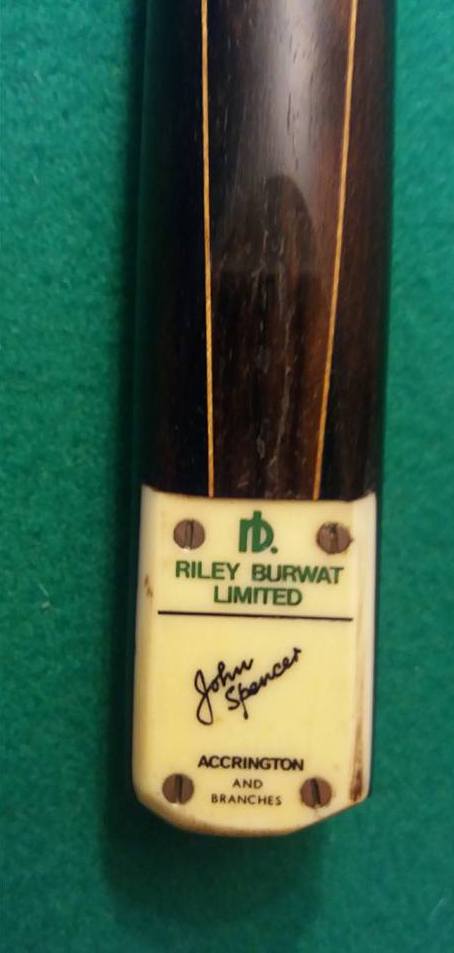 rb.
RILEY BURWAT
LIMITED
John
Spencer
ACCRINGTON
AND
BRANCHES